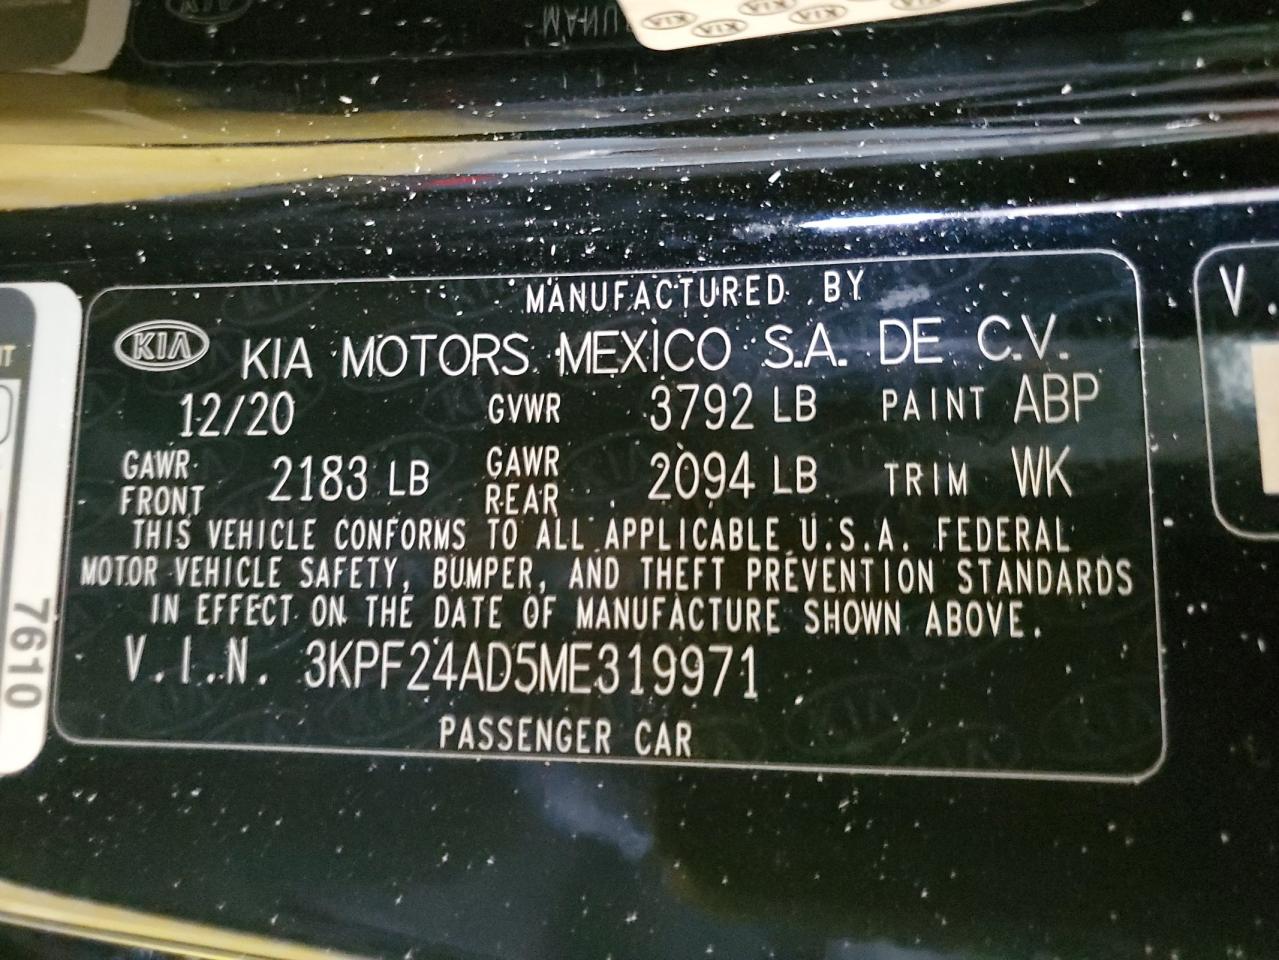 MANUFACTURED BY
KIA KIA MOTORS MEXICO S.A. DE C.V.
12/20 GVWR 3792 LB PAINT ABP
GAWR FRONT 2183 LB GAWR REAR 2094 LB TRIM WK
THIS VEHICLE CONFORMS TO ALL APPLICABLE U.S.A. FEDERAL
MOTOR VEHICLE SAFETY, BUMPER, AND THEFT PREVENTION STANDARDS
IN EFFECT ON THE DATE OF MANUFACTURE SHOWN ABOVE.
V.I.N. 3KPF24AD5ME319971
PASSENGER CAR
7610
V.